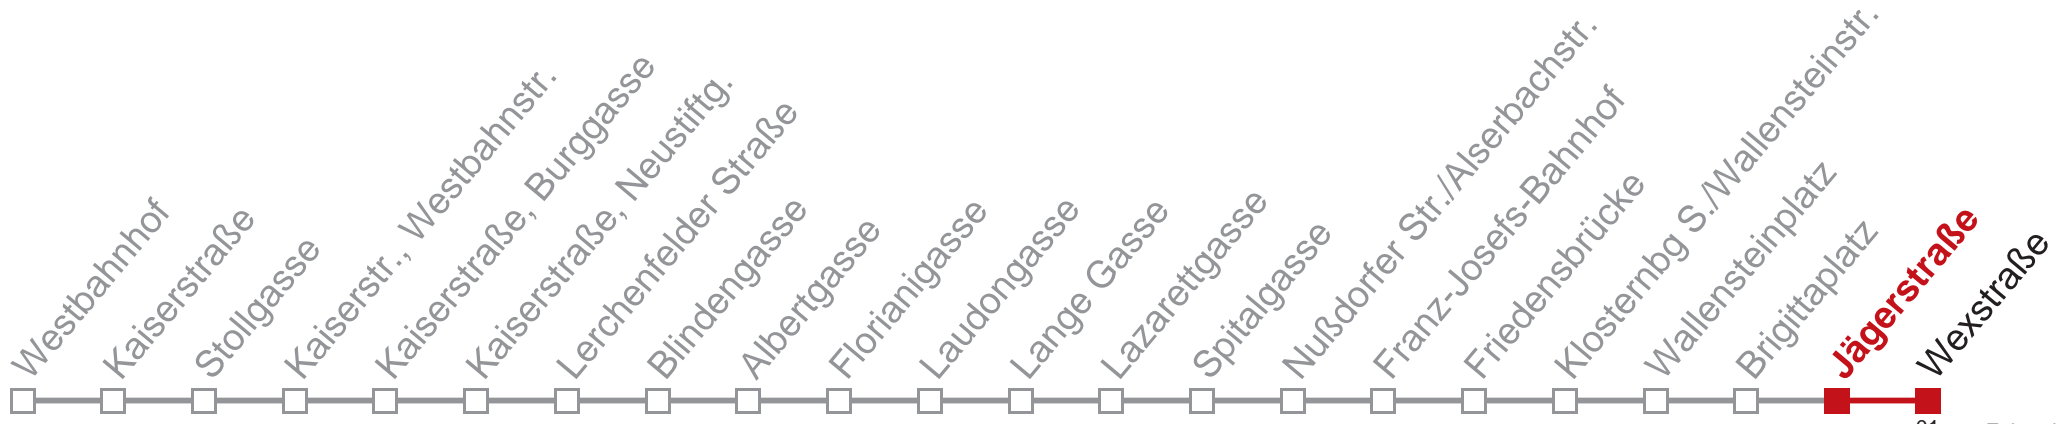 Westbahnhof
Kaiserstraße
Stollgasse
Kaiserstr., Westbahnstr.
Kaiserstraße, Burggasse
Kaiserstraße, Neustiftg.
Lerchenfelder Straße
Blindengasse
Albertgasse
Florianigasse
Laudongasse
Lange Gasse
Lazarettgasse
Spitalgasse
Nußdorfer Str./Alserbachstr.
Franz-Josefs-Bahnhof
Friedensbrücke
Klosternbg S./Wallensteinstr.
Wallensteinplatz
Brigittaplatz
Jägerstraße
Wexstraße